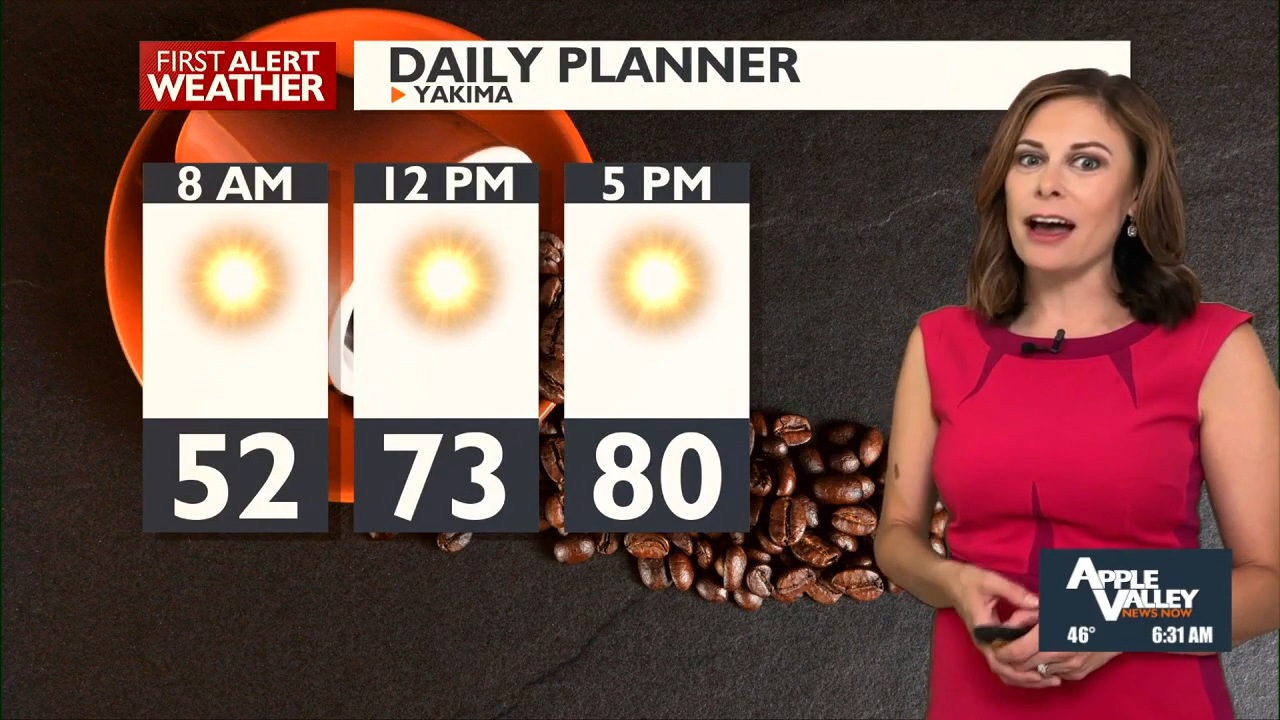 FIRST ALERT
WEATHER
DAILY PLANNER
YAKIMA
8 AM
12 PM
5 PM
52
73
80
APPLE
VALLEY
NEWS NOW
46°
6:31 AM